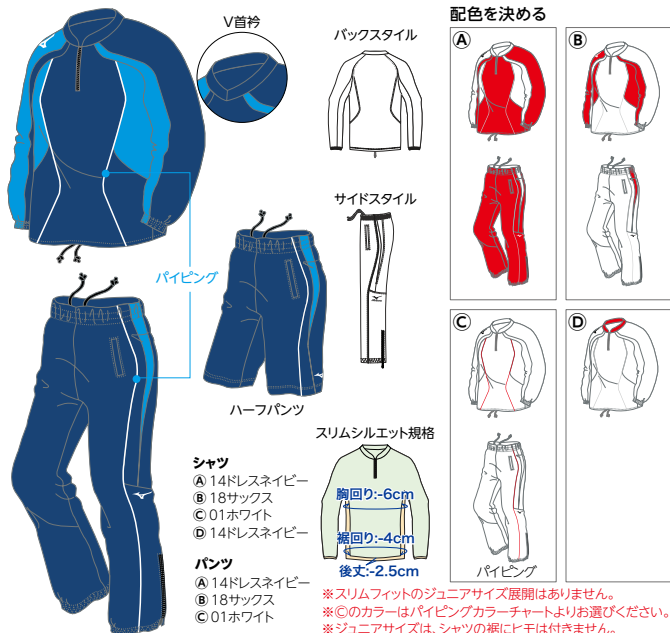 V首衿
パイピング
ハーフパンツ
バックスタイル
サイドスタイル
スリムシルエット規格
胸回り:-6cm
裾回り:-4cm
後丈:-2.5cm
シャツ
Ⓐ14ドレスネイビー
Ⓑ18サックス
Ⓒ01ホワイト
Ⓓ14ドレスネイビー
パンツ
Ⓐ14ドレスネイビー
Ⓑ18サックス
Ⓒ01ホワイト
配色を決める
Ⓐ
Ⓑ
Ⓒ
Ⓓ
パイピング
※スリムフィットのジュニアサイズ展開はありません。
※Ⓒのカラーはパイピングカラーチャートよりお選びください。
※ジュニアサイズは、シャツの裾にヒモは付きません。